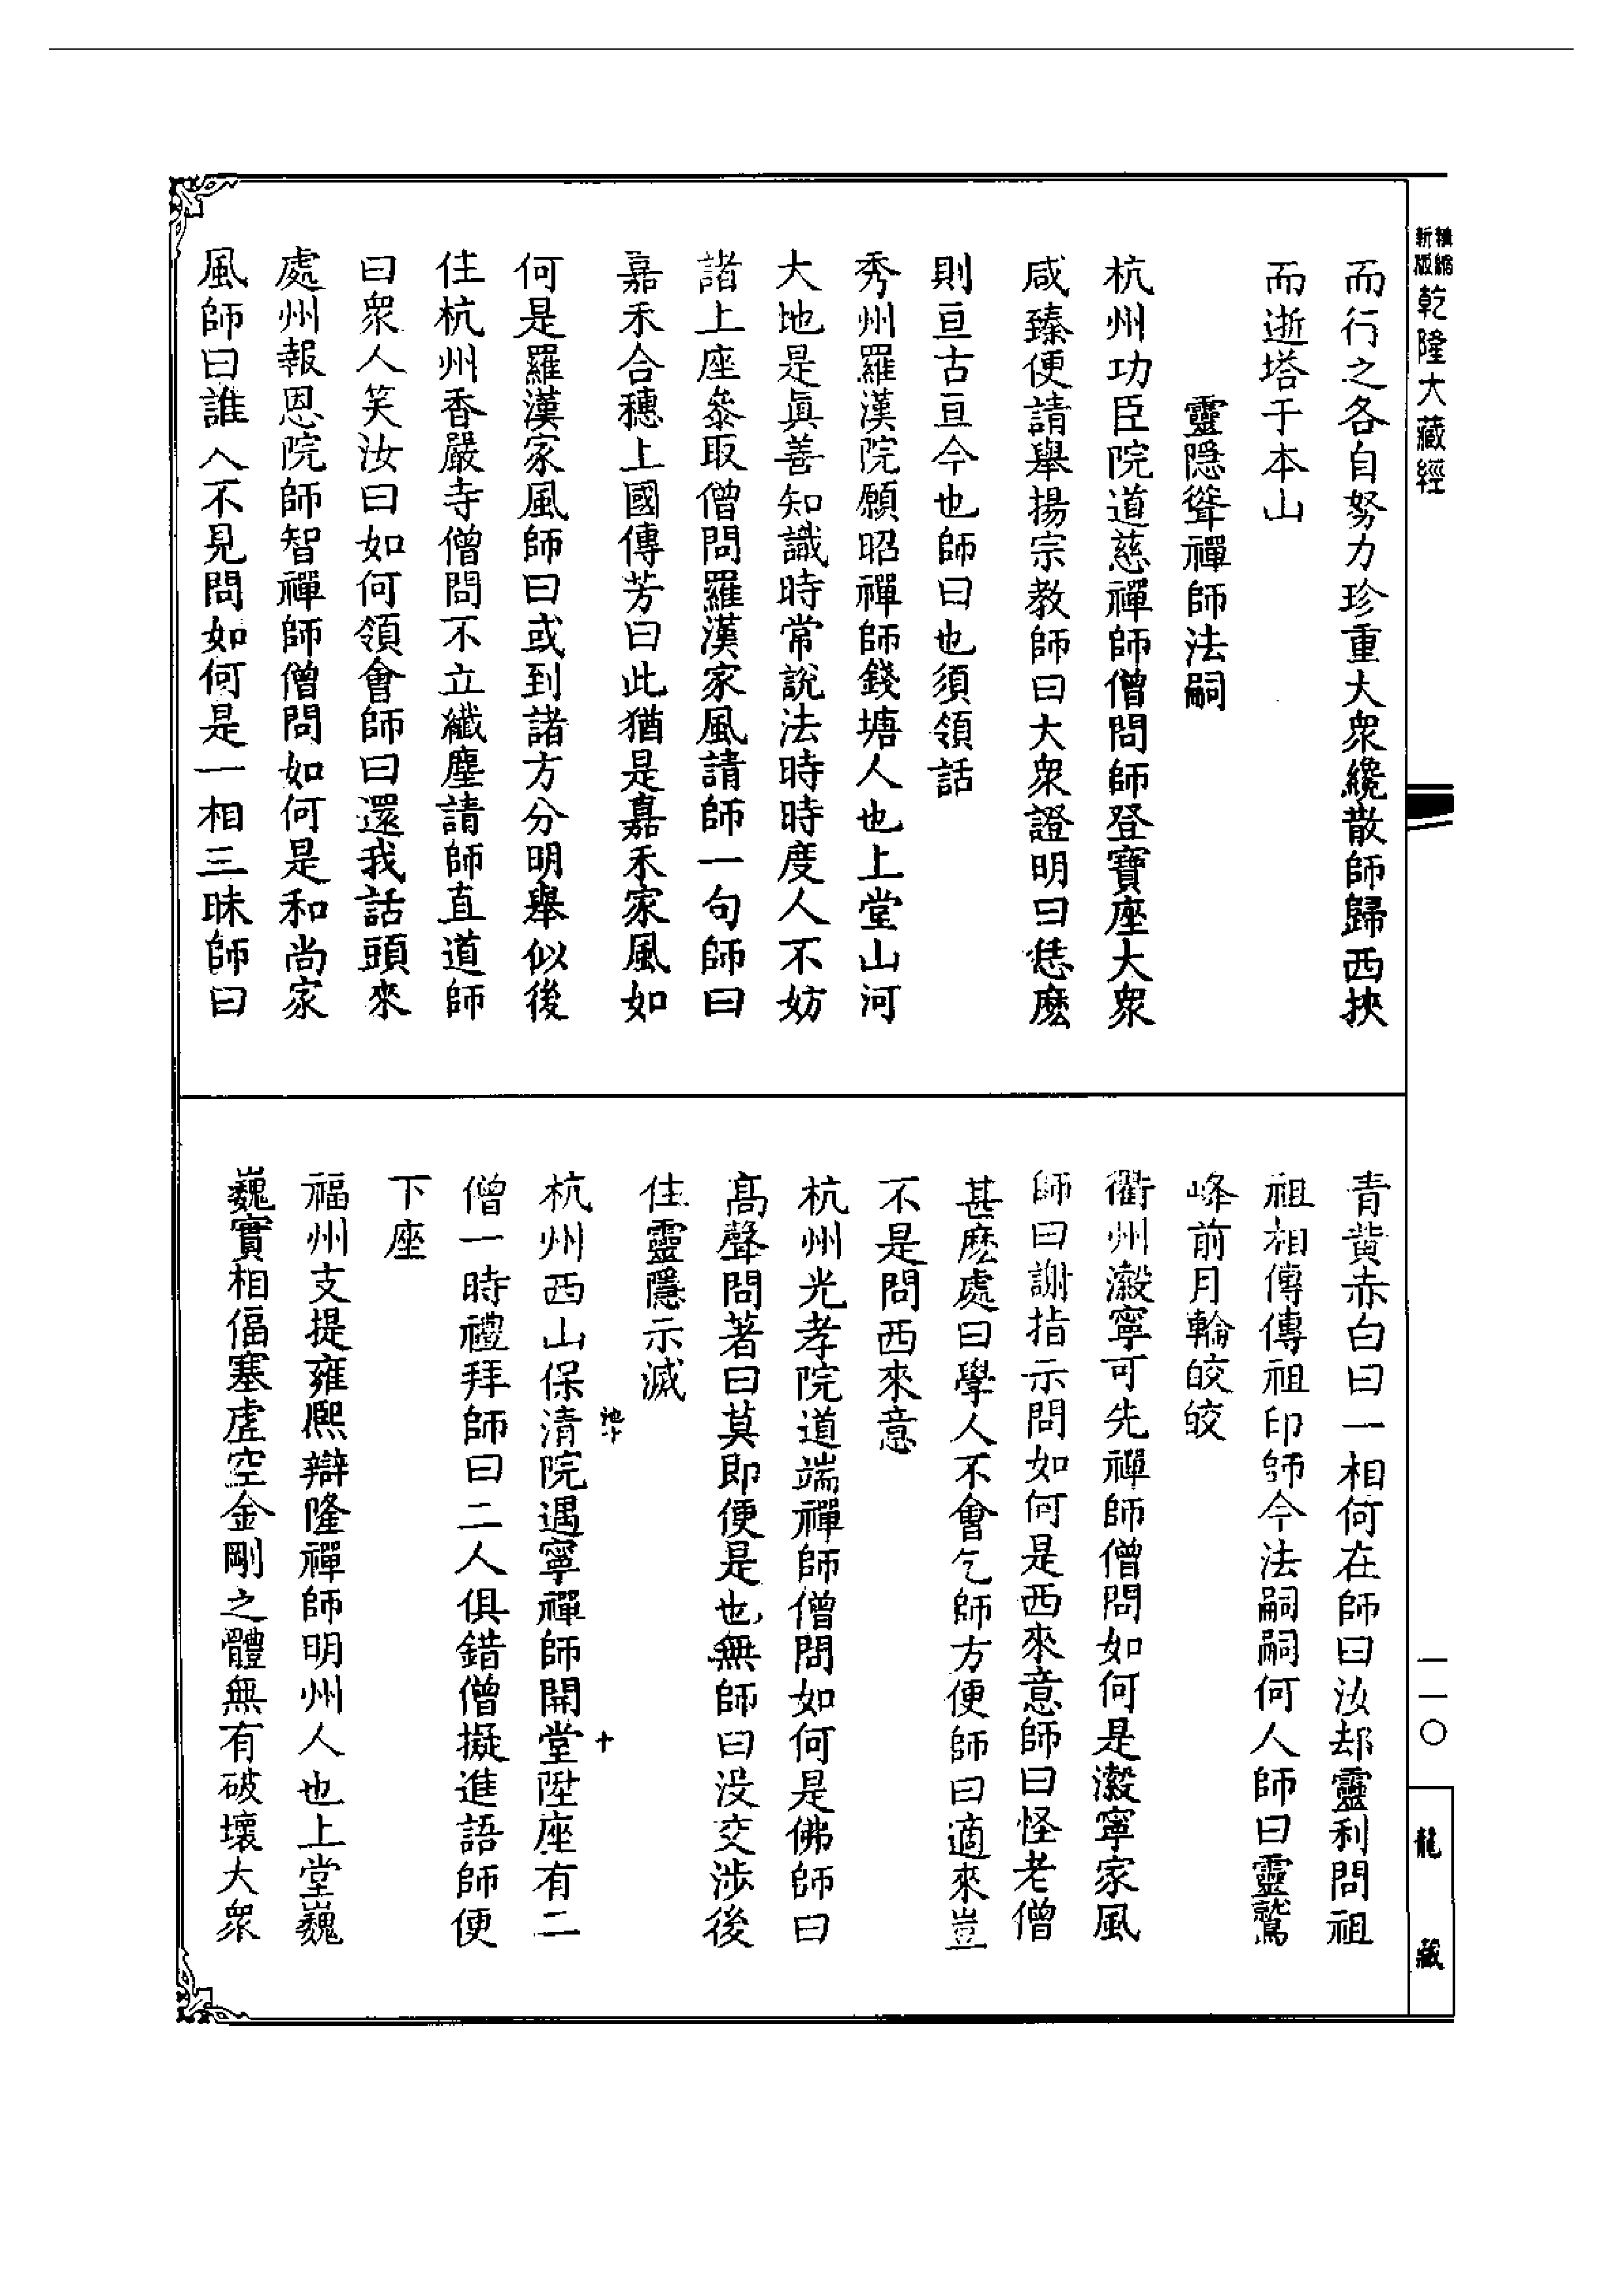 新版精縮乾隆大藏經
而行之各自努力珍重大衆纔散師歸西挾
而逝塔于本山
靈隱聳禪師法嗣
杭州功臣院道慈禪師僧問師登寶座大衆
咸臻便請舉揚宗教師曰大衆證明曰恁麽
則亘古亘今也師曰也須領話
秀州羅漢院願昭禪師錢塘人也上堂山河
大地是眞善知識時常說法時時度人不妨
諸上座叅取僧問羅漢家風請師一句師曰
嘉禾合穗上國傳芳曰此猶是嘉禾家風如
何是羅漢家風師曰或到諸方分明舉似後
住杭州香嚴寺僧問不立纖塵請師直道師
曰衆人笑汝曰如何領會師曰還我話頭來
處州報恩院師智禪師僧問如何是和尚家
風師曰誰人不見問如何是一相三昧師曰
青黄赤白曰一相何在師曰汝却靈利問祖
祖相傳傳祖印師今法嗣嗣何人師曰靈鷲
峰前月輪皎皎
衢州瀫寧可先禪師僧問如何是瀫寧家風
師曰謝指示問如何是西來意師曰怪老僧
甚麽處曰學人不會乞師方便師曰適來豈
不是問西來意
杭州光孝院道端禪師僧問如何是佛師曰
高聲問著曰莫即便是也無師曰没交涉後
住靈隱示滅
杭州西山保清院遇寧禪師開堂陞座有二
僧一時禮拜師曰二人俱錯僧擬進語師便
下座
福州支提雍熙辯隆禪師明州人也上堂巍
巍實相偪塞虛空金剛之體無有破壞大衆
一一〇
龍藏
十